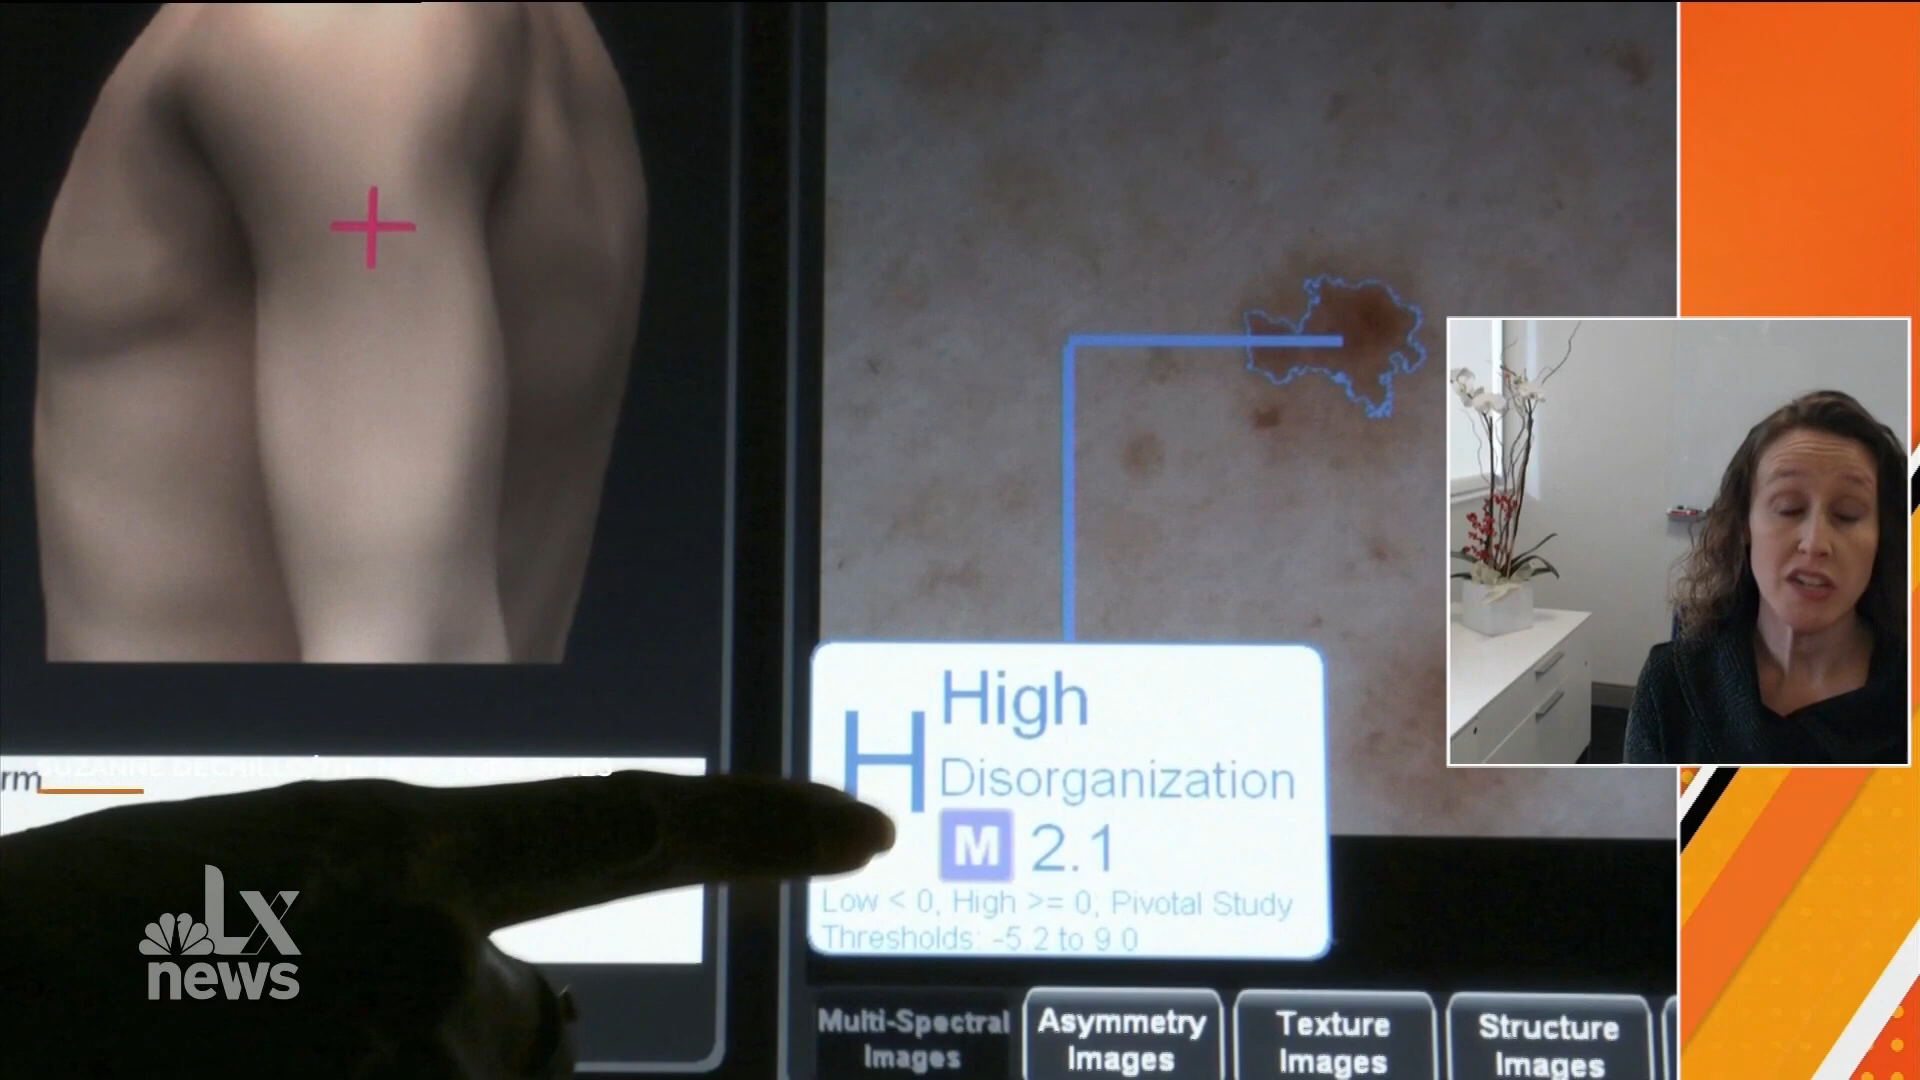 High
H
Disorganization
M 2.1
Low < 0, High >= 0; Pivotal Study
Thresholds: -5.2 to 9.0
rm
LX
news
Multi-Spectral
Images
Asymmetry
Images
Texture
Images
Structure
Images